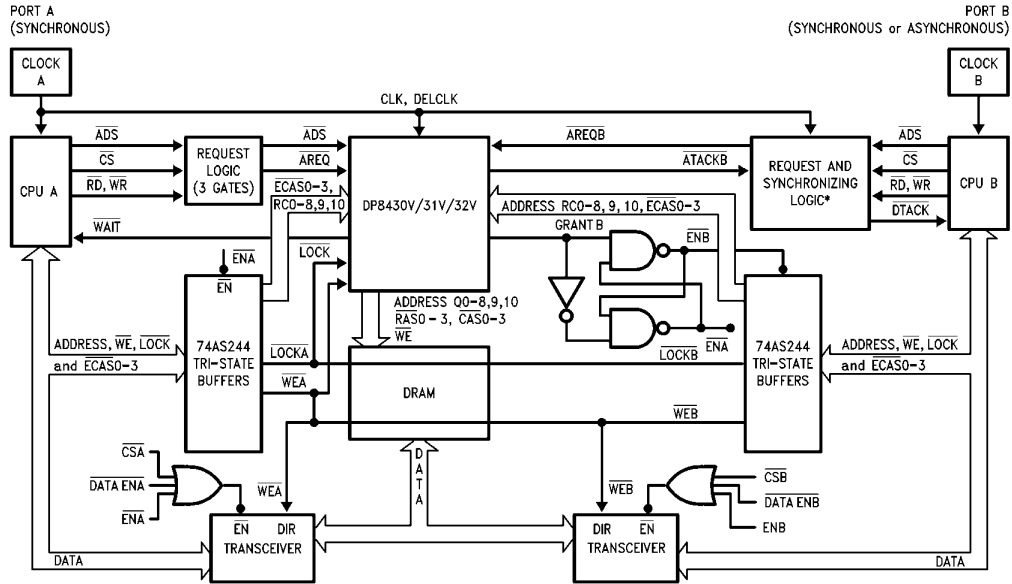 PORT A
(SYNCHRONOUS)
PORT B
(SYNCHRONOUS or ASYNCHRONOUS)
CLOCK
A
CLOCK
B
CLK, DELCLK
CPU A
ADS
CS
RD, WR
REQUEST
LOGIC
(3 GATES)
ADS
AREQ
ECAS0-3,
RC0-8,9,10
DP8430V/31V/32V
AREQB
ATACKB
ADDRESS RC0-8, 9, 10, ECAS0-3
REQUEST AND
SYNCHRONIZING
LOGIC*
ADS
CS
RD, WR
DTACK
CPU B
WAIT
GRANT B
ENB
ENA
EN
LOCK
ADDRESS Q0-8,9,10
RAS0 - 3, CAS0-3
WE
ENA
ADDRESS, WE, LOCK
and ECAS0-3
74AS244
TRI-STATE
BUFFERS
LOCKA
WEA
DRAM
LOCKB
WEB
74AS244
TRI-STATE
BUFFERS
ADDRESS, WE, LOCK
and ECAS0-3
CSA
DATA ENA
ENA
WEA
DATA
WEB
CSB
DATA ENB
ENB
EN DIR
TRANSCEIVER
DIR EN
TRANSCEIVER
DATA
DATA